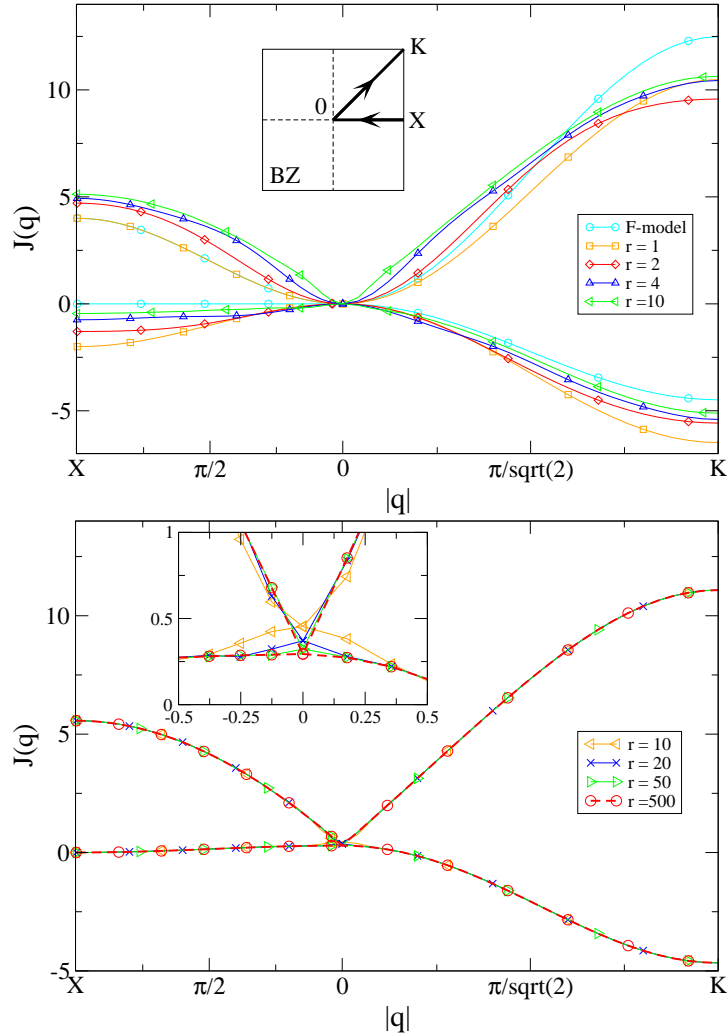 10
5
0
-5
J(q)
K
0
X
BZ
F-model
r = 1
r = 2
r = 4
r =10
X
π/2
0
π/sqrt(2)
K
|q|
10
5
0
-5
J(q)
1
0.5
0
-0.5
-0.25
0
0.25
0.5
r = 10
r = 20
r = 50
r =500
X
π/2
0
π/sqrt(2)
K
|q|